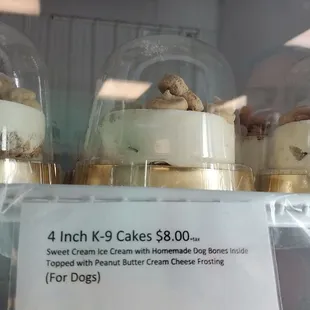 4 Inch K-9 Cakes $8.00+tax
Sweet Cream Ice Cream with Homemade Dog Bones Inside
Topped with Peanut Butter Cream Cheese Frosting
(For Dogs)